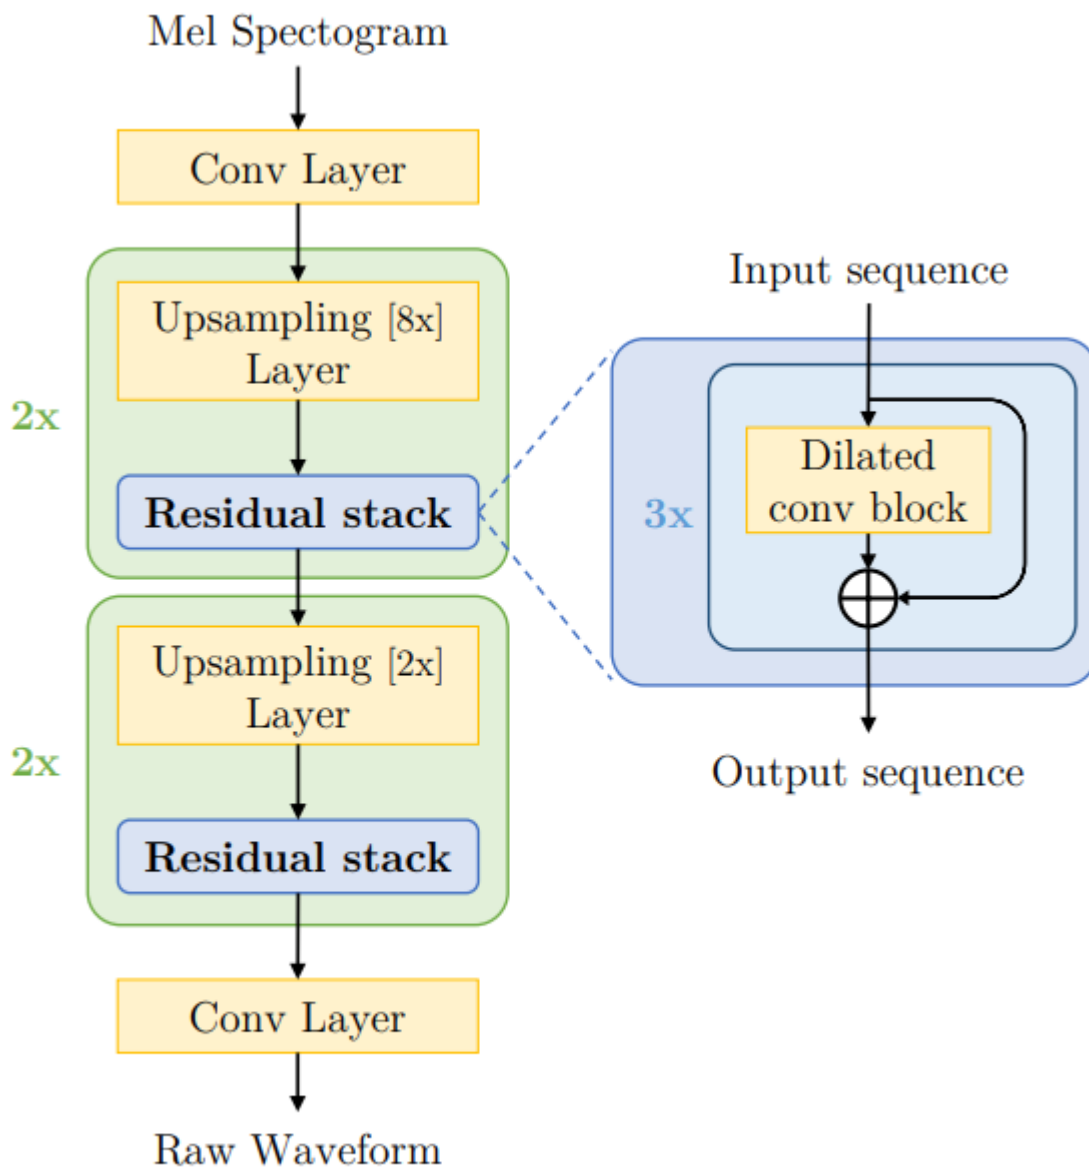 Mel Spectogram
Conv Layer
Upsampling [8x]
Layer
2x
Residual stack
Upsampling [2x]
Layer
2x
Residual stack
Conv Layer
Raw Waveform
Input sequence
Dilated
conv block
3x
Output sequence